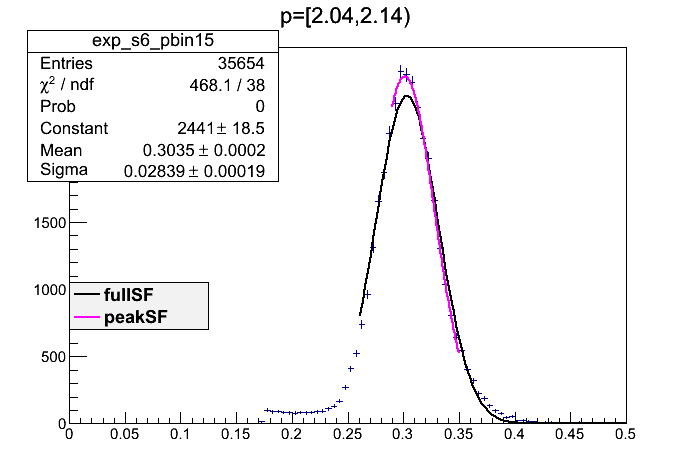 p=[2.04,2.14)
exp_s6_pbin15
Entries 35654
χ² / ndf 468.1 / 38
Prob 0
Constant 2441± 18.5
Mean 0.3035 ± 0.0002
Sigma 0.02839 ± 0.00019
1500
1000
fullSF
peakSF
500
0
0 0.05 0.1 0.15 0.2 0.25 0.3 0.35 0.4 0.45 0.5